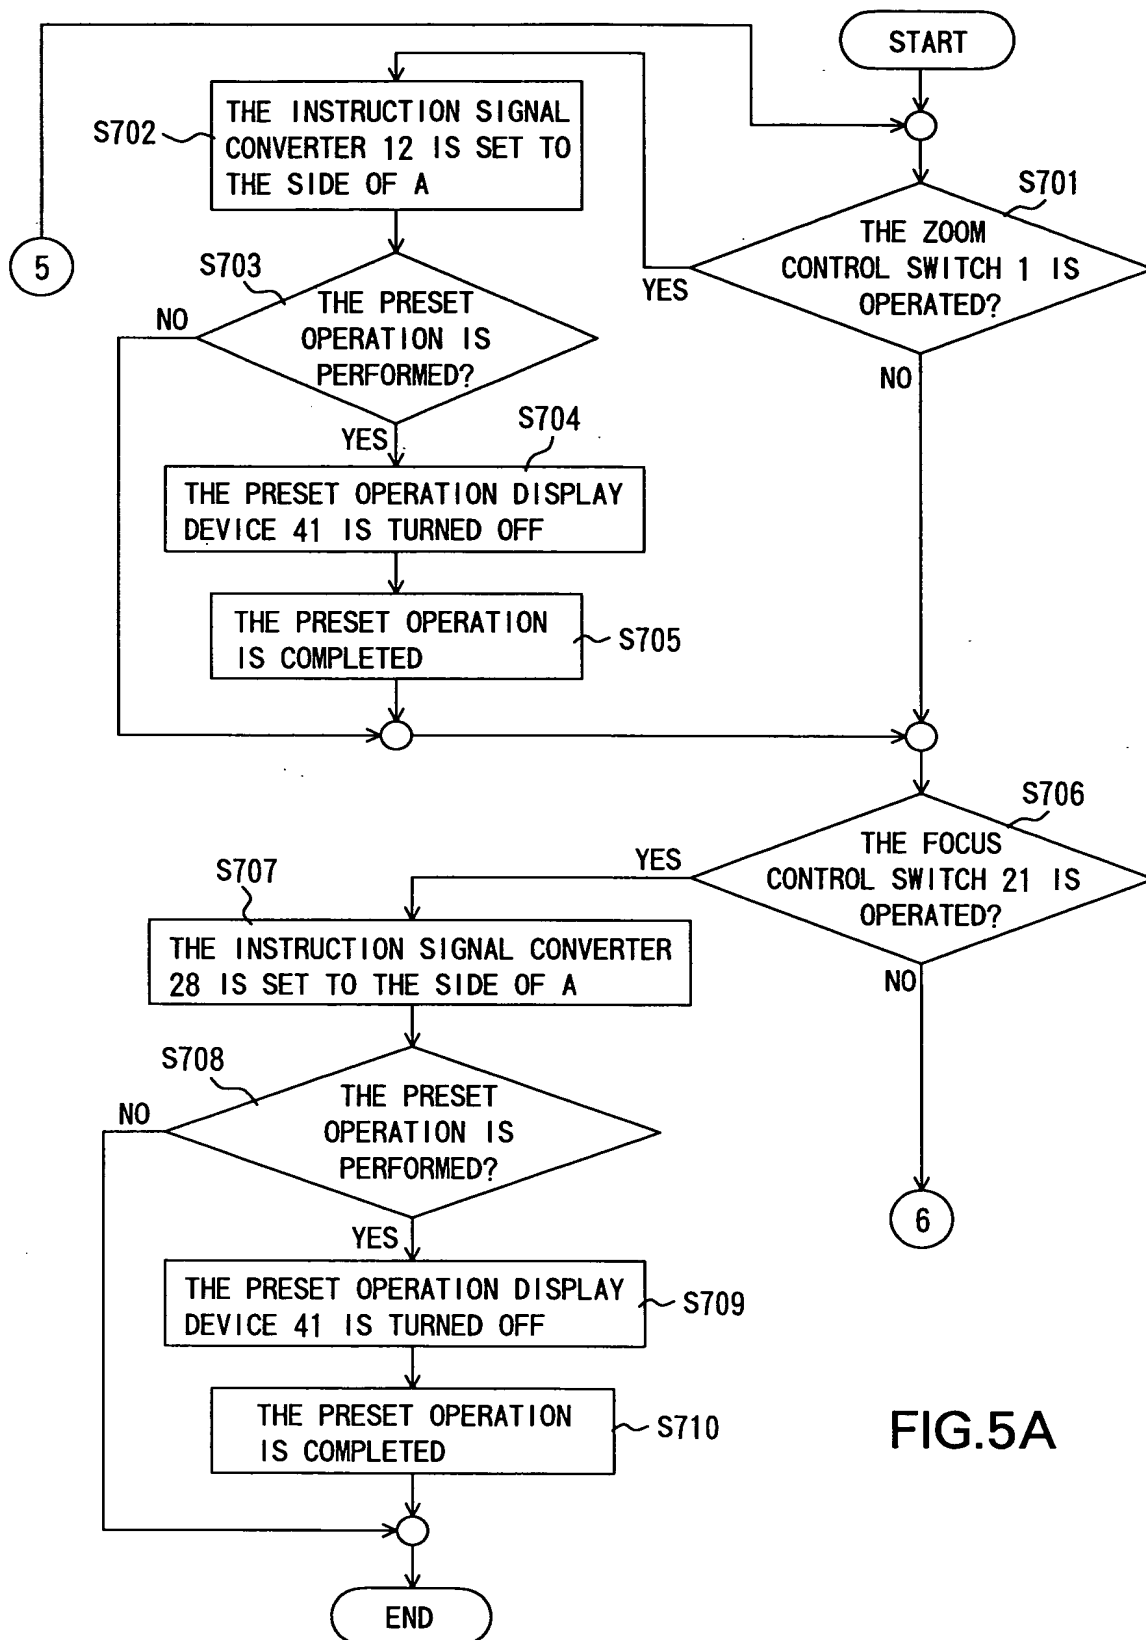 START
S702
THE INSTRUCTION SIGNAL
CONVERTER 12 IS SET TO
THE SIDE OF A
S701
THE ZOOM
CONTROL SWITCH 1 IS
OPERATED?
5
YES
NO
S703
THE PRESET
OPERATION IS
PERFORMED?
NO
YES
S704
THE PRESET OPERATION DISPLAY
DEVICE 41 IS TURNED OFF
THE PRESET OPERATION
IS COMPLETED
S705
S706
THE FOCUS
CONTROL SWITCH 21 IS
OPERATED?
YES
NO
S707
THE INSTRUCTION SIGNAL CONVERTER
28 IS SET TO THE SIDE OF A
S708
THE PRESET
OPERATION IS
PERFORMED?
NO
YES
6
THE PRESET OPERATION DISPLAY
DEVICE 41 IS TURNED OFF
S709
THE PRESET OPERATION
IS COMPLETED
S710
FIG.5A
END